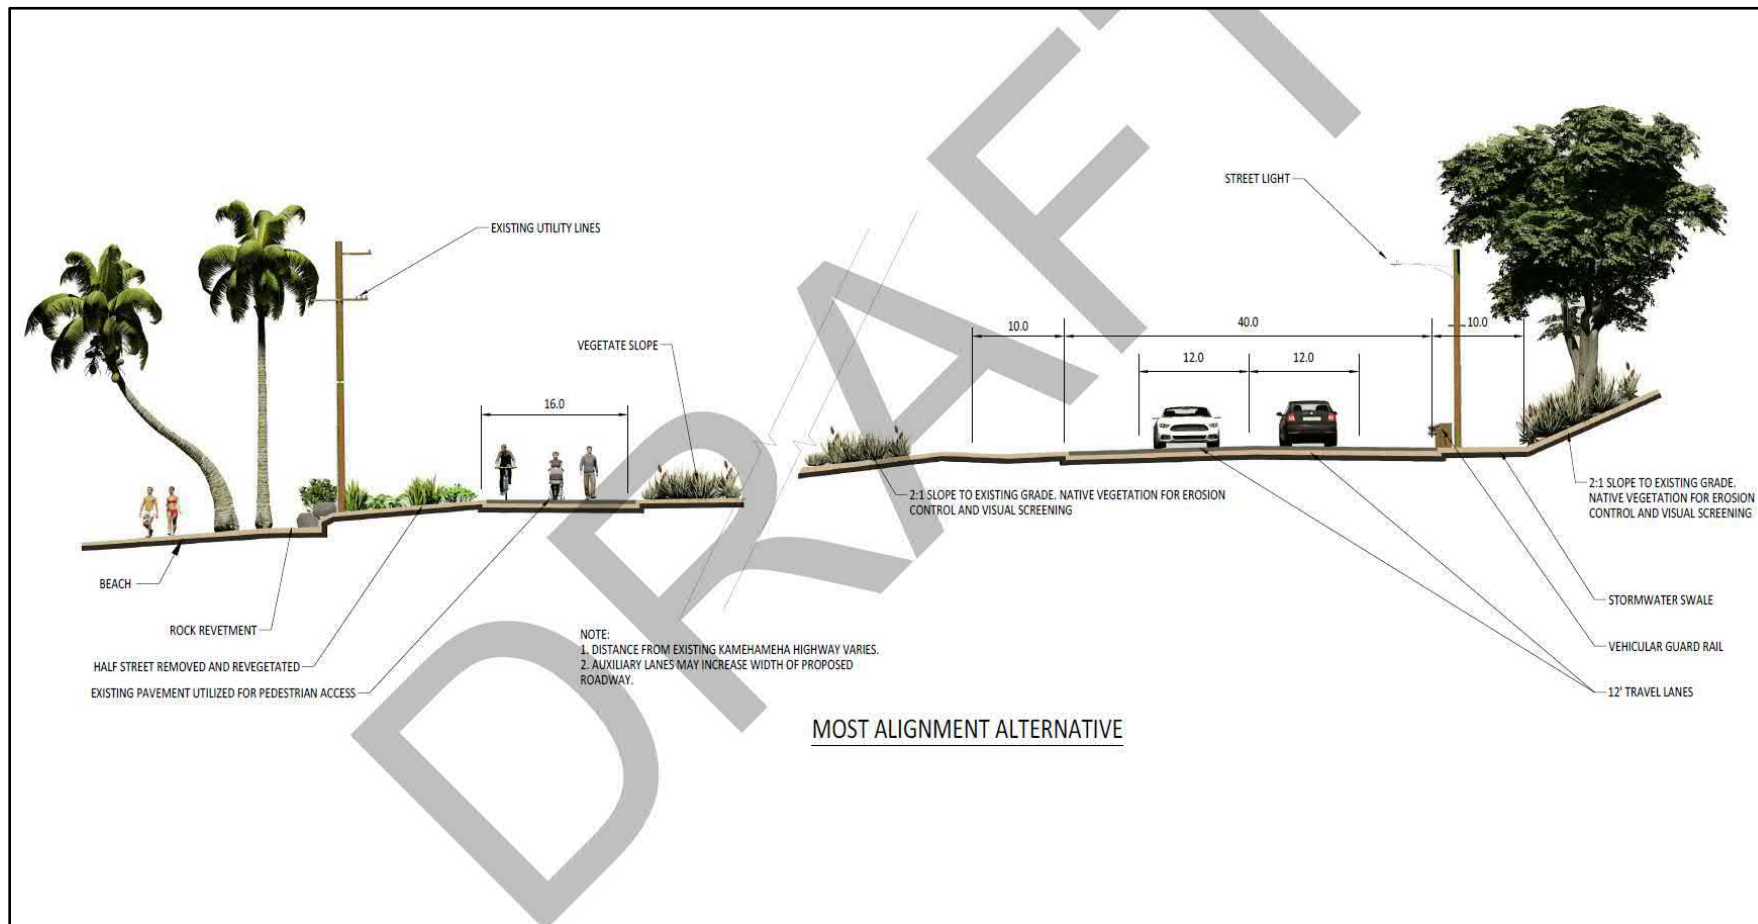 DRAFT
STREET LIGHT
EXISTING UTILITY LINES
10.0
40.0
10.0
VEGETATE SLOPE
12.0
12.0
16.0
2:1 SLOPE TO EXISTING GRADE. NATIVE VEGETATION FOR EROSION
CONTROL AND VISUAL SCREENING
2:1 SLOPE TO EXISTING GRADE.
NATIVE VEGETATION FOR EROSION
CONTROL AND VISUAL SCREENING
BEACH
STORMWATER SWALE
ROCK REVETMENT
NOTE:
1. DISTANCE FROM EXISTING KAMEHAMEHA HIGHWAY VARIES.
2. AUXILIARY LANES MAY INCREASE WIDTH OF PROPOSED
ROADWAY.
VEHICULAR GUARD RAIL
HALF STREET REMOVED AND REVEGETATED
EXISTING PAVEMENT UTILIZED FOR PEDESTRIAN ACCESS
12' TRAVEL LANES
MOST ALIGNMENT ALTERNATIVE